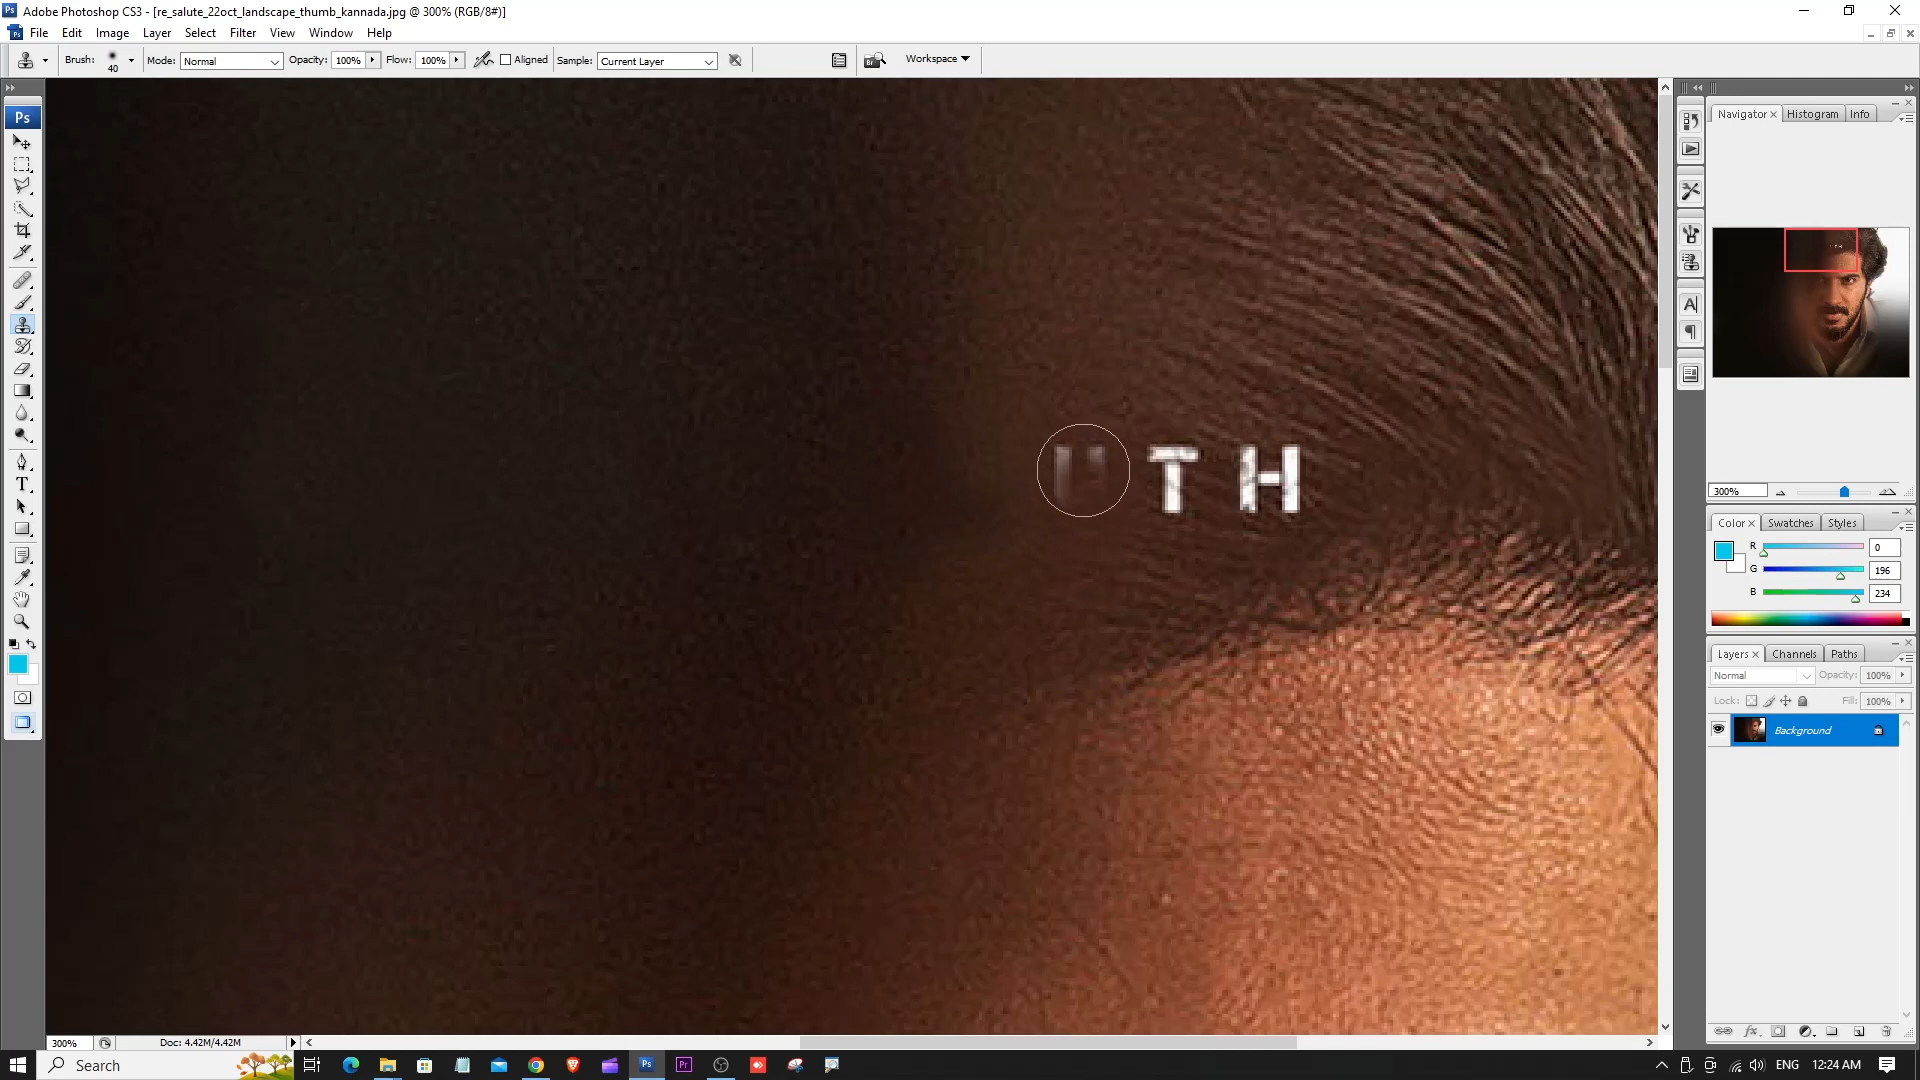 Adobe Photoshop CS3 - [re_salute_22oct_landscape_thumb_kannada.jpg @ 300% (RGB/8#)]
File Edit Image Layer Select Filter View Window Help
Brush: 40 Mode: Normal Opacity: 100% Flow: 100% Aligned Sample: Current Layer Workspace
Ps
Navigator Histogram Info
U T H
300%
Color Swatches Styles
R 0
G 196
B 234
Layers Channels Paths
Normal Opacity: 100%
Lock: Fill: 100%
Background
300% Doc: 4.42M/4.42M
Search ENG 12:24 AM